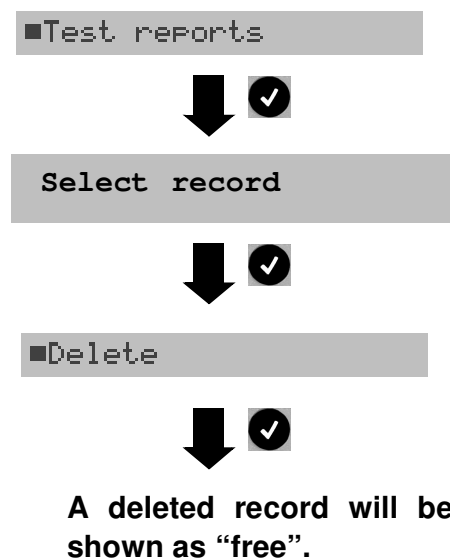 ■Test reports
Select record
■Delete
A deleted record will be
shown as “free”.